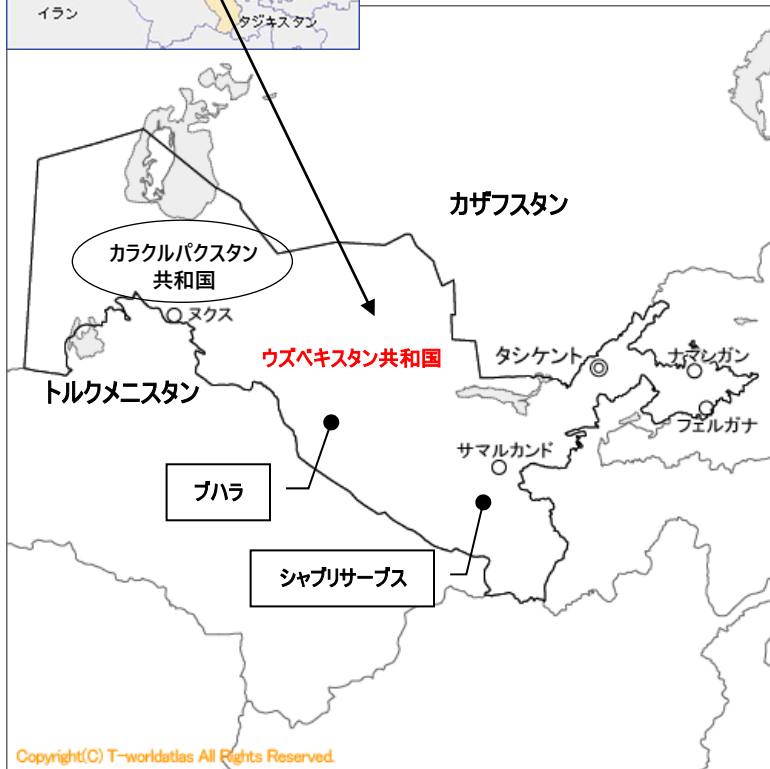 イラン
タジキスタン
カザフスタン
カラクルパクスタン
共和国
ヌクス
ウズベキスタン共和国
タシケント
ナマンガン
トルクメニスタン
フェルガナ
サマルカンド
ブハラ
シャブリサーブス
Copyright(C) T-worldatlas All Rights Reserved.